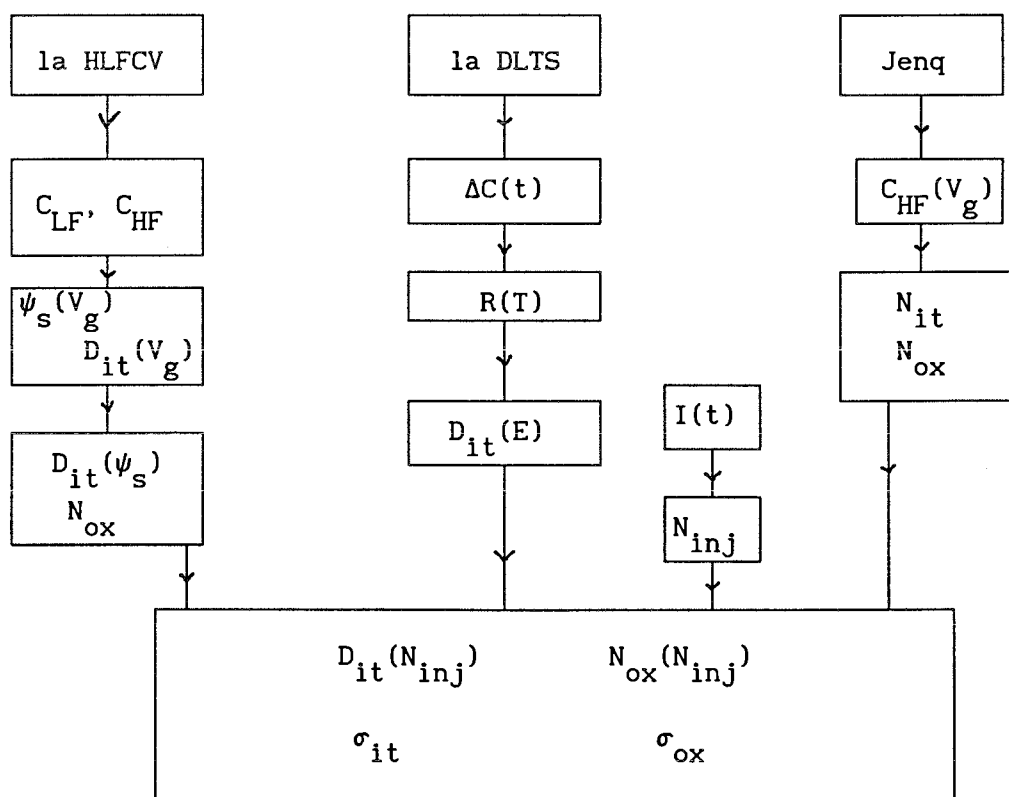 la HLFCV
C_LF, C_HF
ψ_s(V_g)
D_it(V_g)
D_it(ψ_s)
N_ox
la DLTS
ΔC(t)
R(T)
D_it(E)
I(t)
N_inj
Jenq
C_HF(V_g)
N_it
N_ox
D_it(N_inj) N_ox(N_inj)
σ_it σ_ox